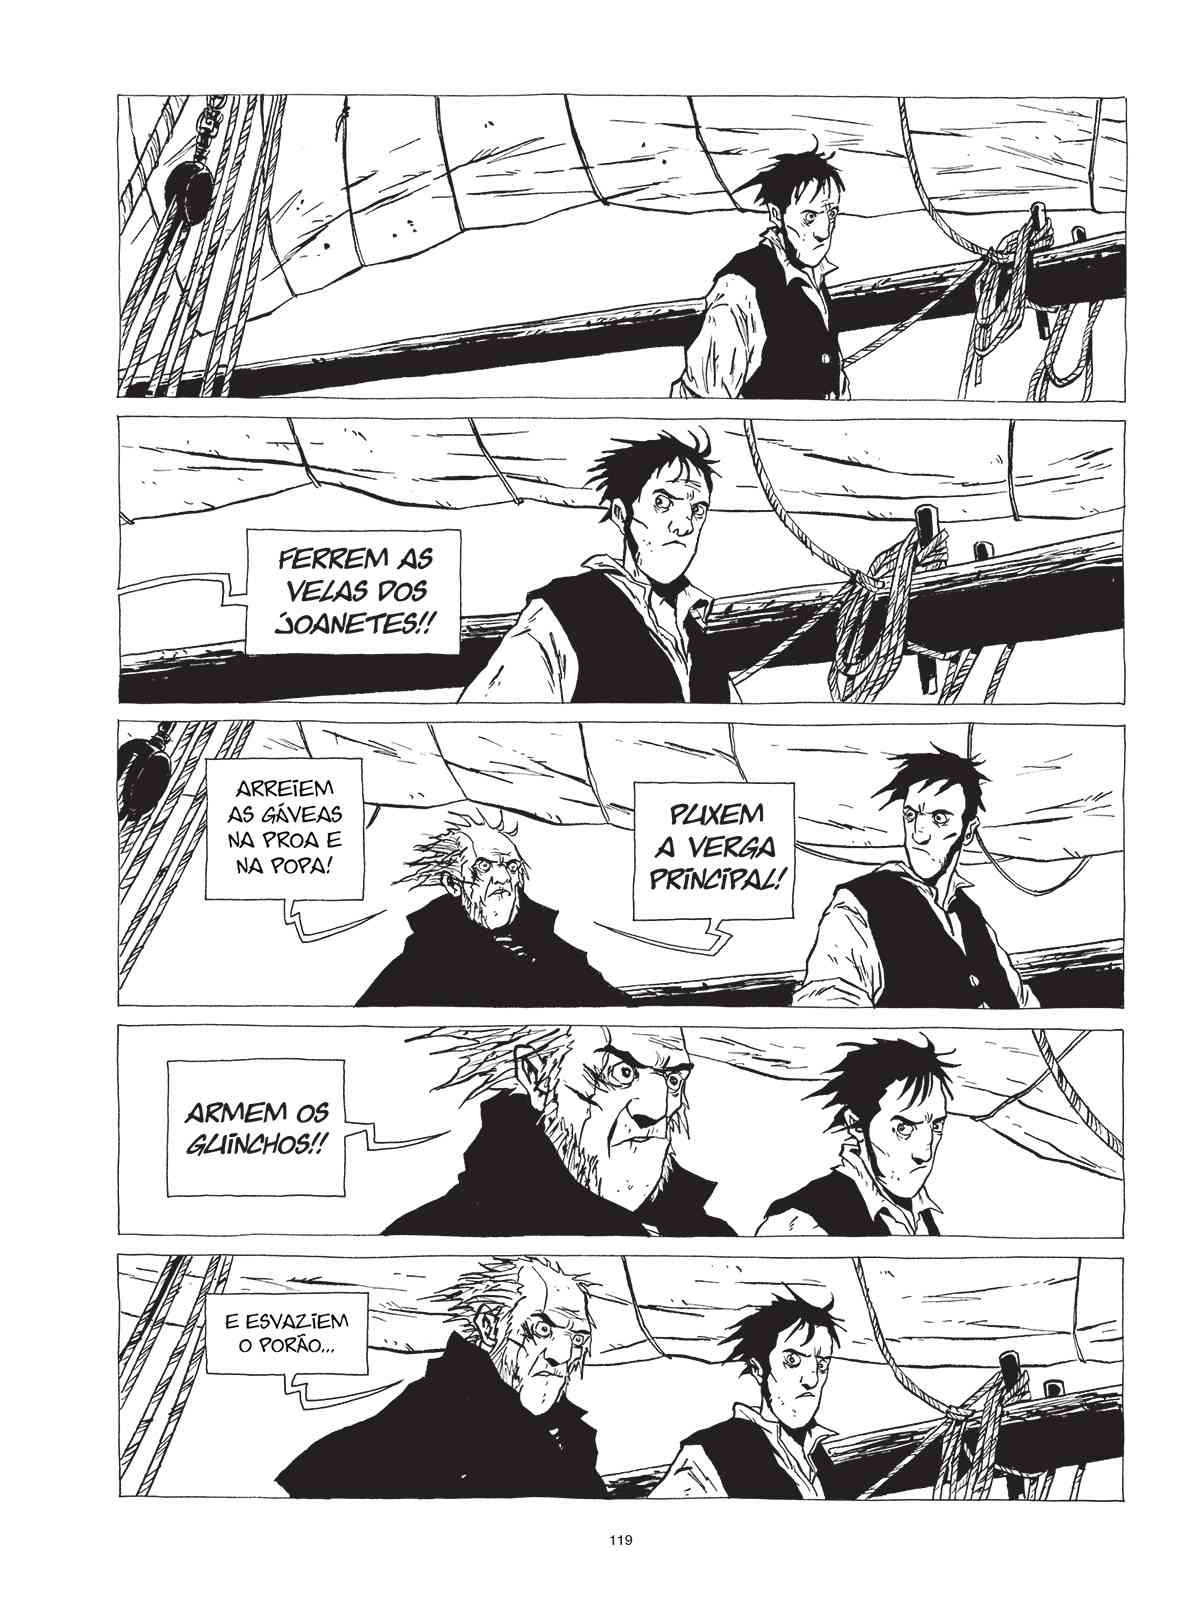 FERREM AS
VELAS DOS
JOANETES!!
ARREIEM
AS GÁVEAS
NA PROA E
NA POPA!
PUXEM
A VERGA
PRINCIPAL!
ARMEM OS
GUINCHOS!!
E ESVAZIEM
O PORÃO...
119